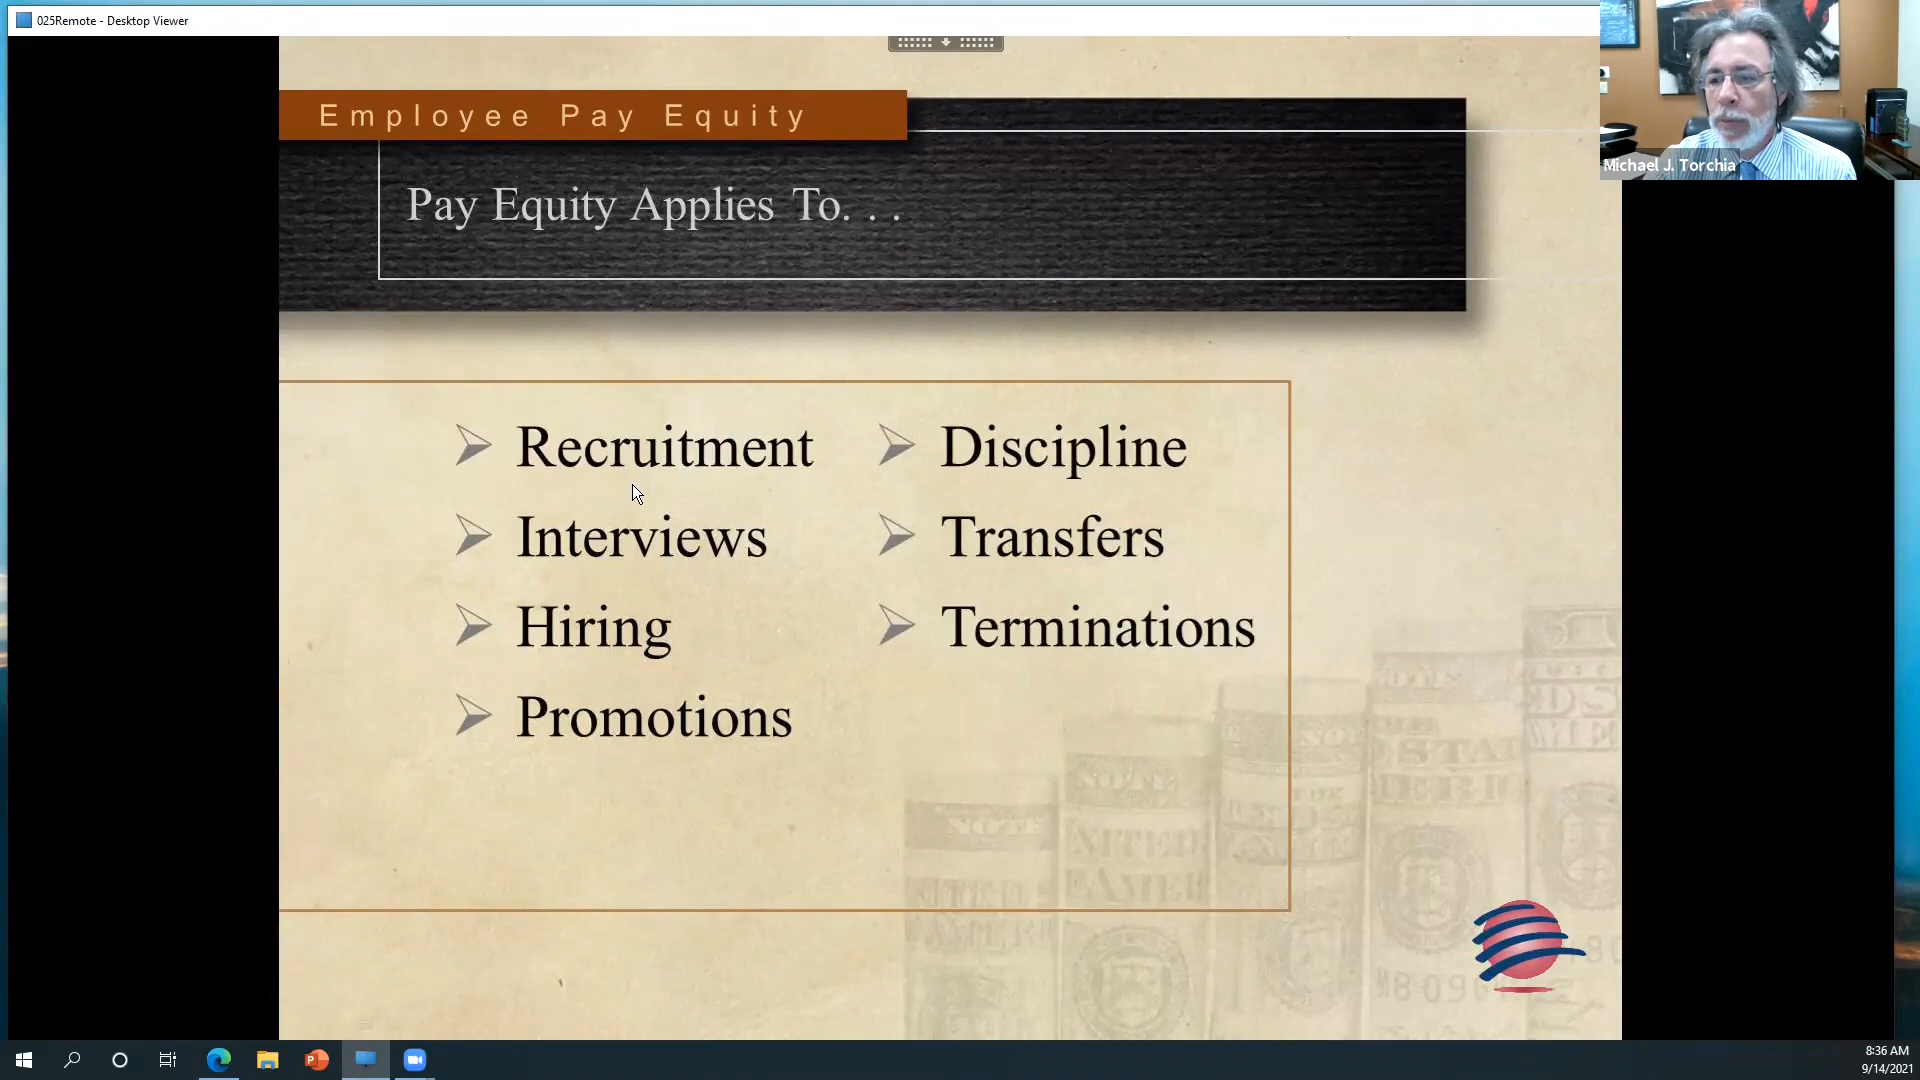 025Remote - Desktop Viewer
Employee Pay Equity
Pay Equity Applies To. . .
Michael J. Torchia
Recruitment
Interviews
Hiring
Promotions
Discipline
Transfers
Terminations
8:36 AM
9/14/2021